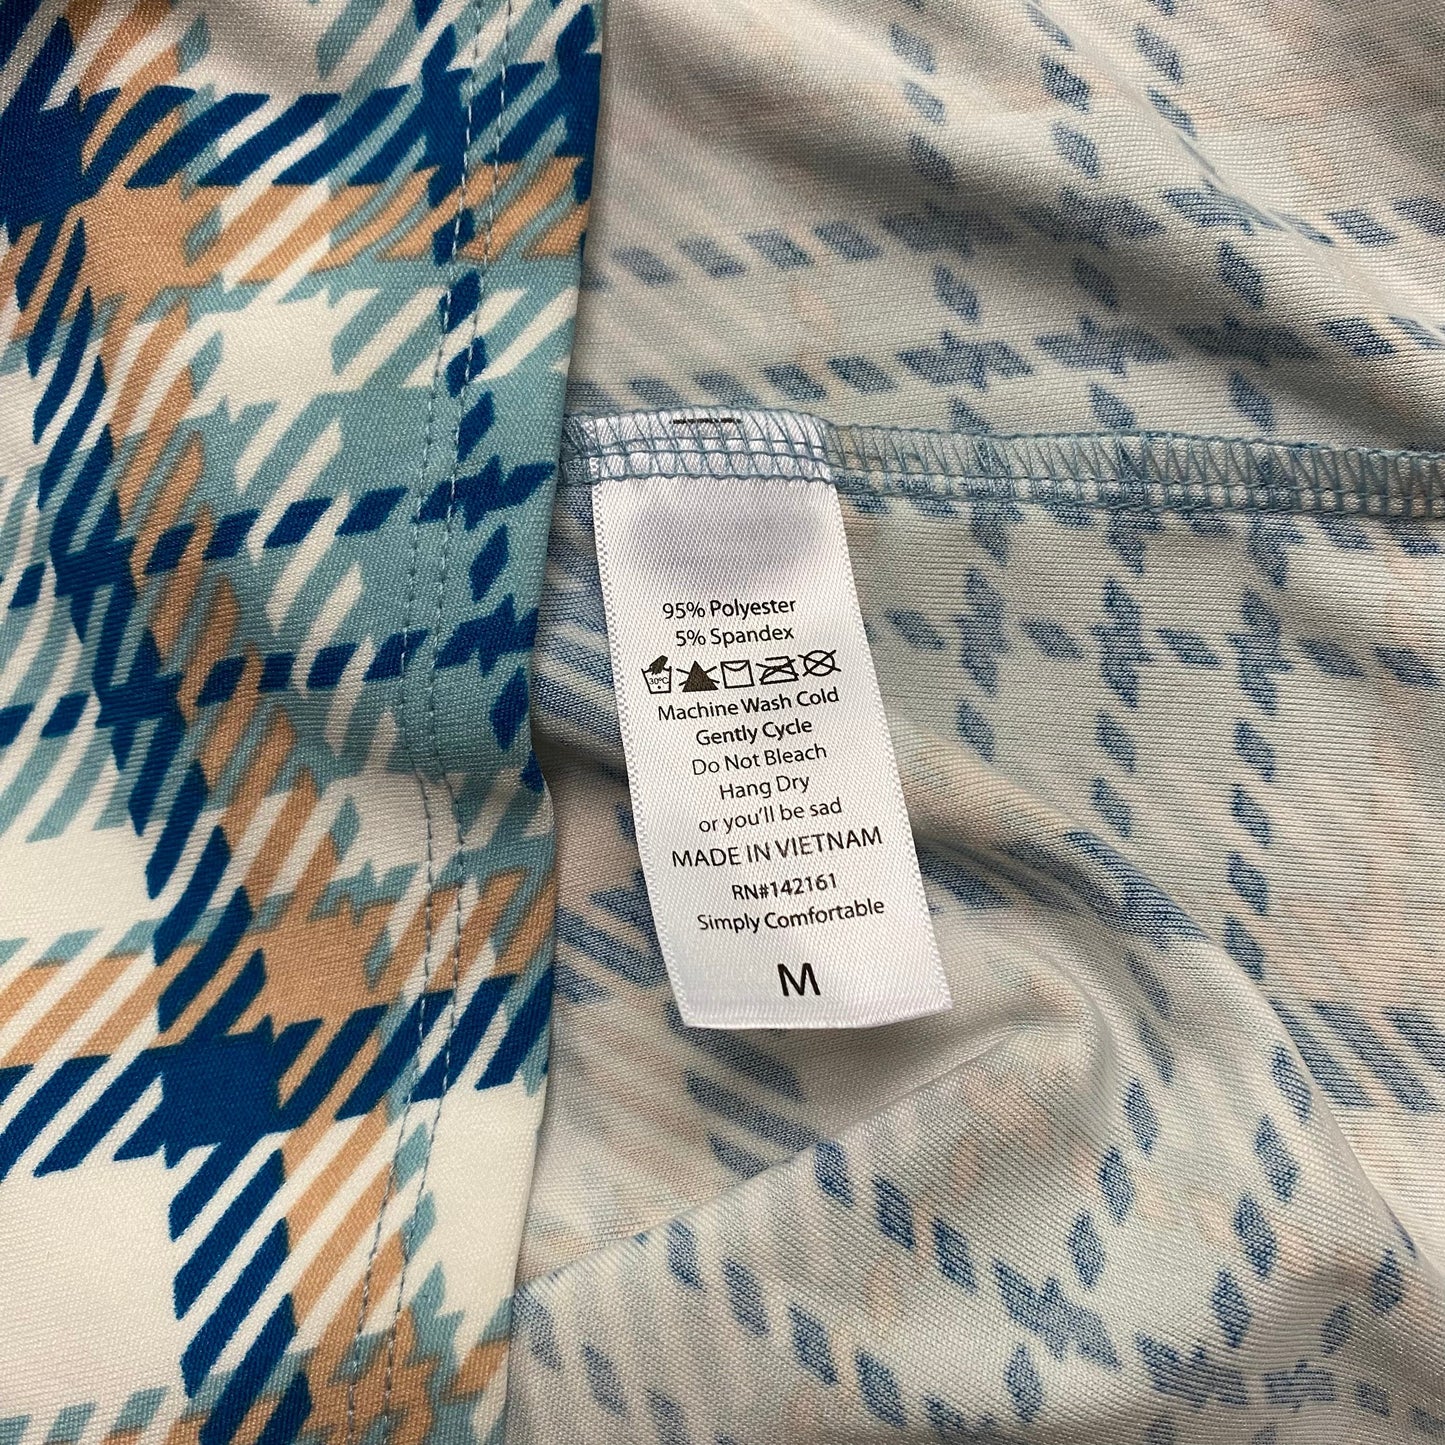 95% Polyester
5% Spandex
30°C
Machine Wash Cold
Gently Cycle
Do Not Bleach
Hang Dry
or you'll be sad
MADE IN VIETNAM
RN#142161
Simply Comfortable
M